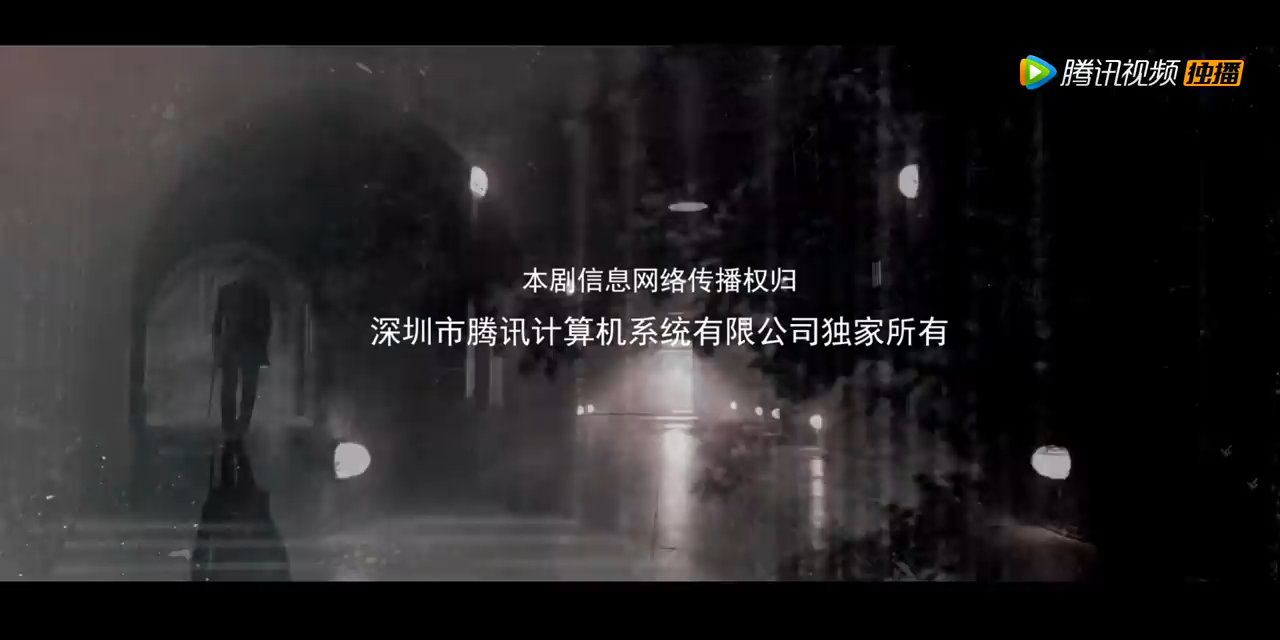 腾讯视频 独播
本剧信息网络传播权归
深圳市腾讯计算机系统有限公司独家所有